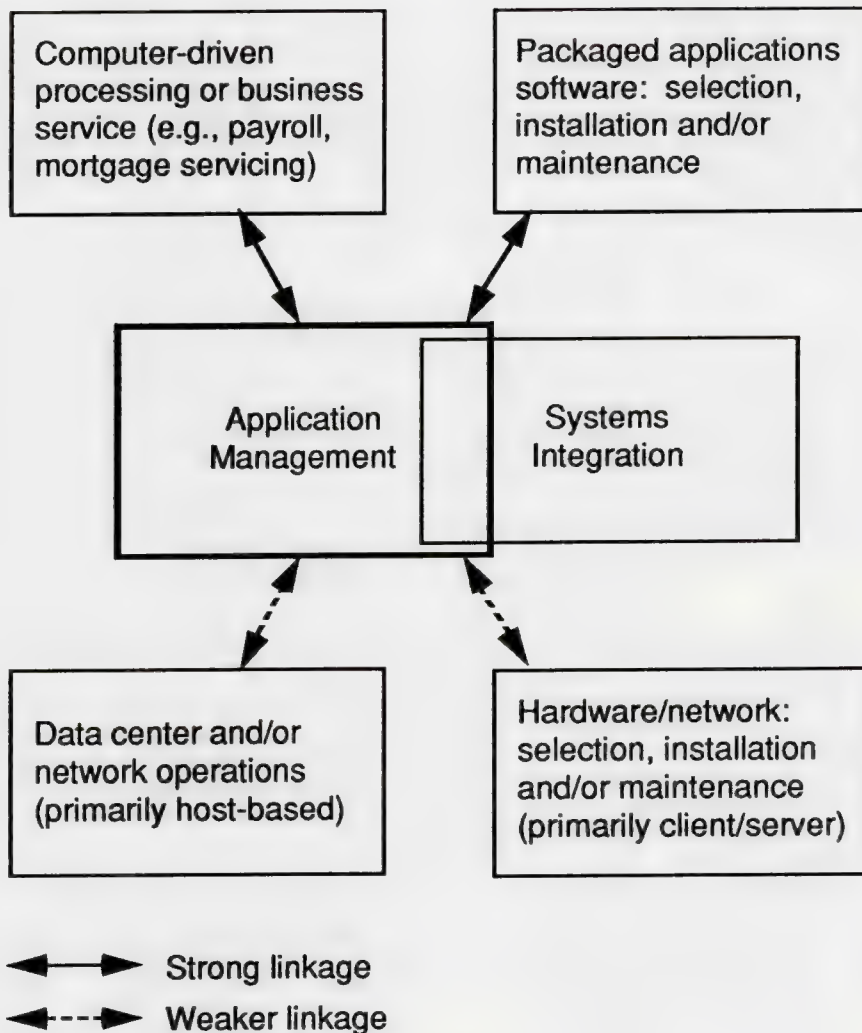 Computer-driven
processing or business
service (e.g., payroll,
mortgage servicing)
Packaged applications
software: selection,
installation and/or
maintenance
Application
Management
Systems
Integration
Data center and/or
network operations
(primarily host-based)
Hardware/network:
selection, installation
and/or maintenance
(primarily client/server)
Strong linkage
Weaker linkage